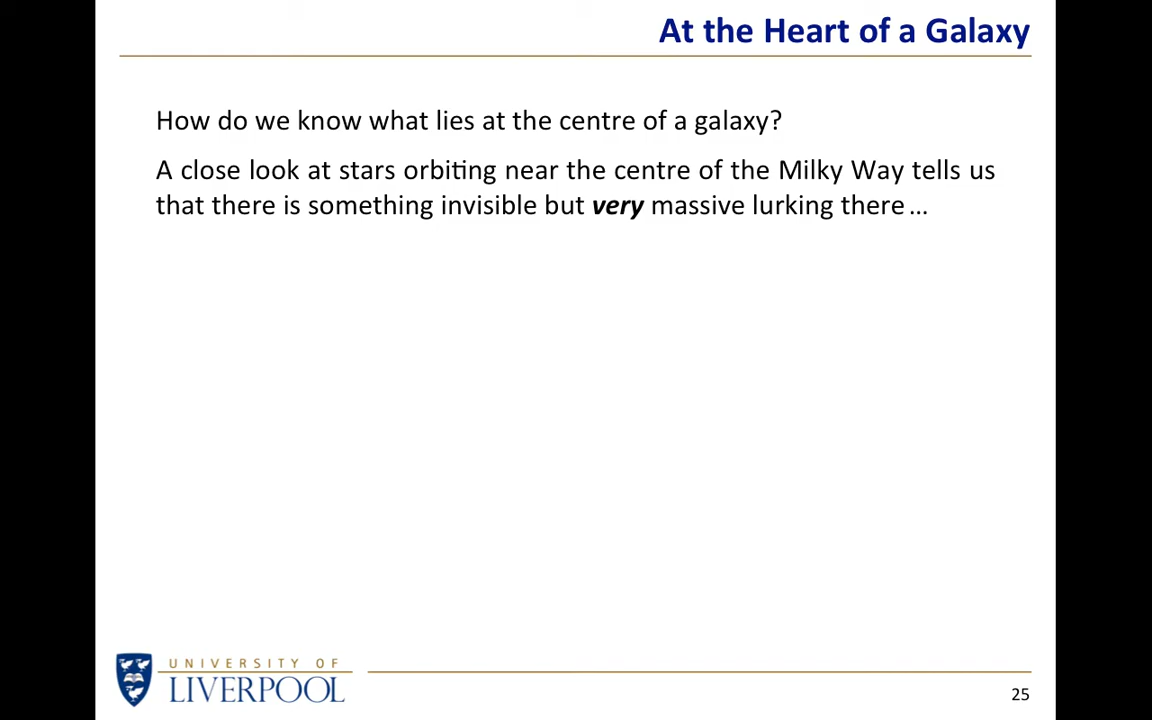 At the Heart of a Galaxy
How do we know what lies at the centre of a galaxy?
A close look at stars orbiting near the centre of the Milky Way tells us
that there is something invisible but very massive lurking there ...
UNIVERSITY OF
LIVERPOOL
25